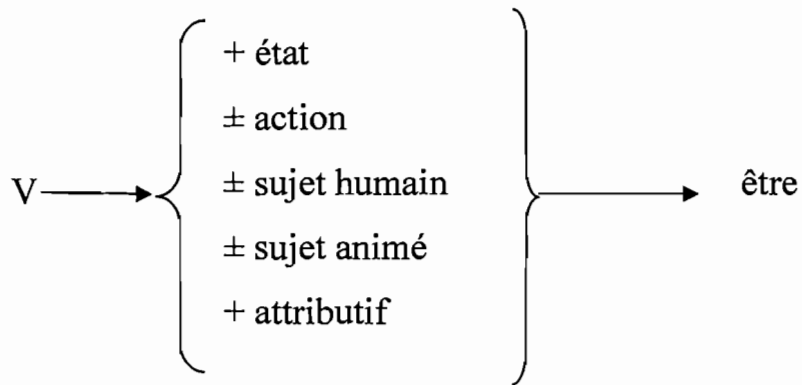 + état
± action
V ± sujet humain être
± sujet animé
+ attributif